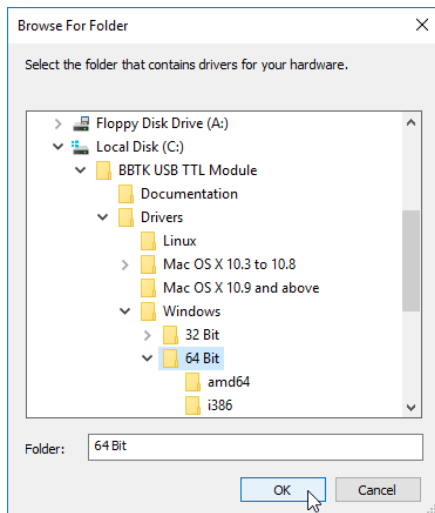 Browse For Folder
Select the folder that contains drivers for your hardware.
Floppy Disk Drive (A:)
Local Disk (C:)
BBTK USB TTL Module
Documentation
Drivers
Linux
Mac OS X 10.3 to 10.8
Mac OS X 10.9 and above
Windows
32 Bit
64 Bit
amd64
i386
Folder: 64 Bit
OK Cancel